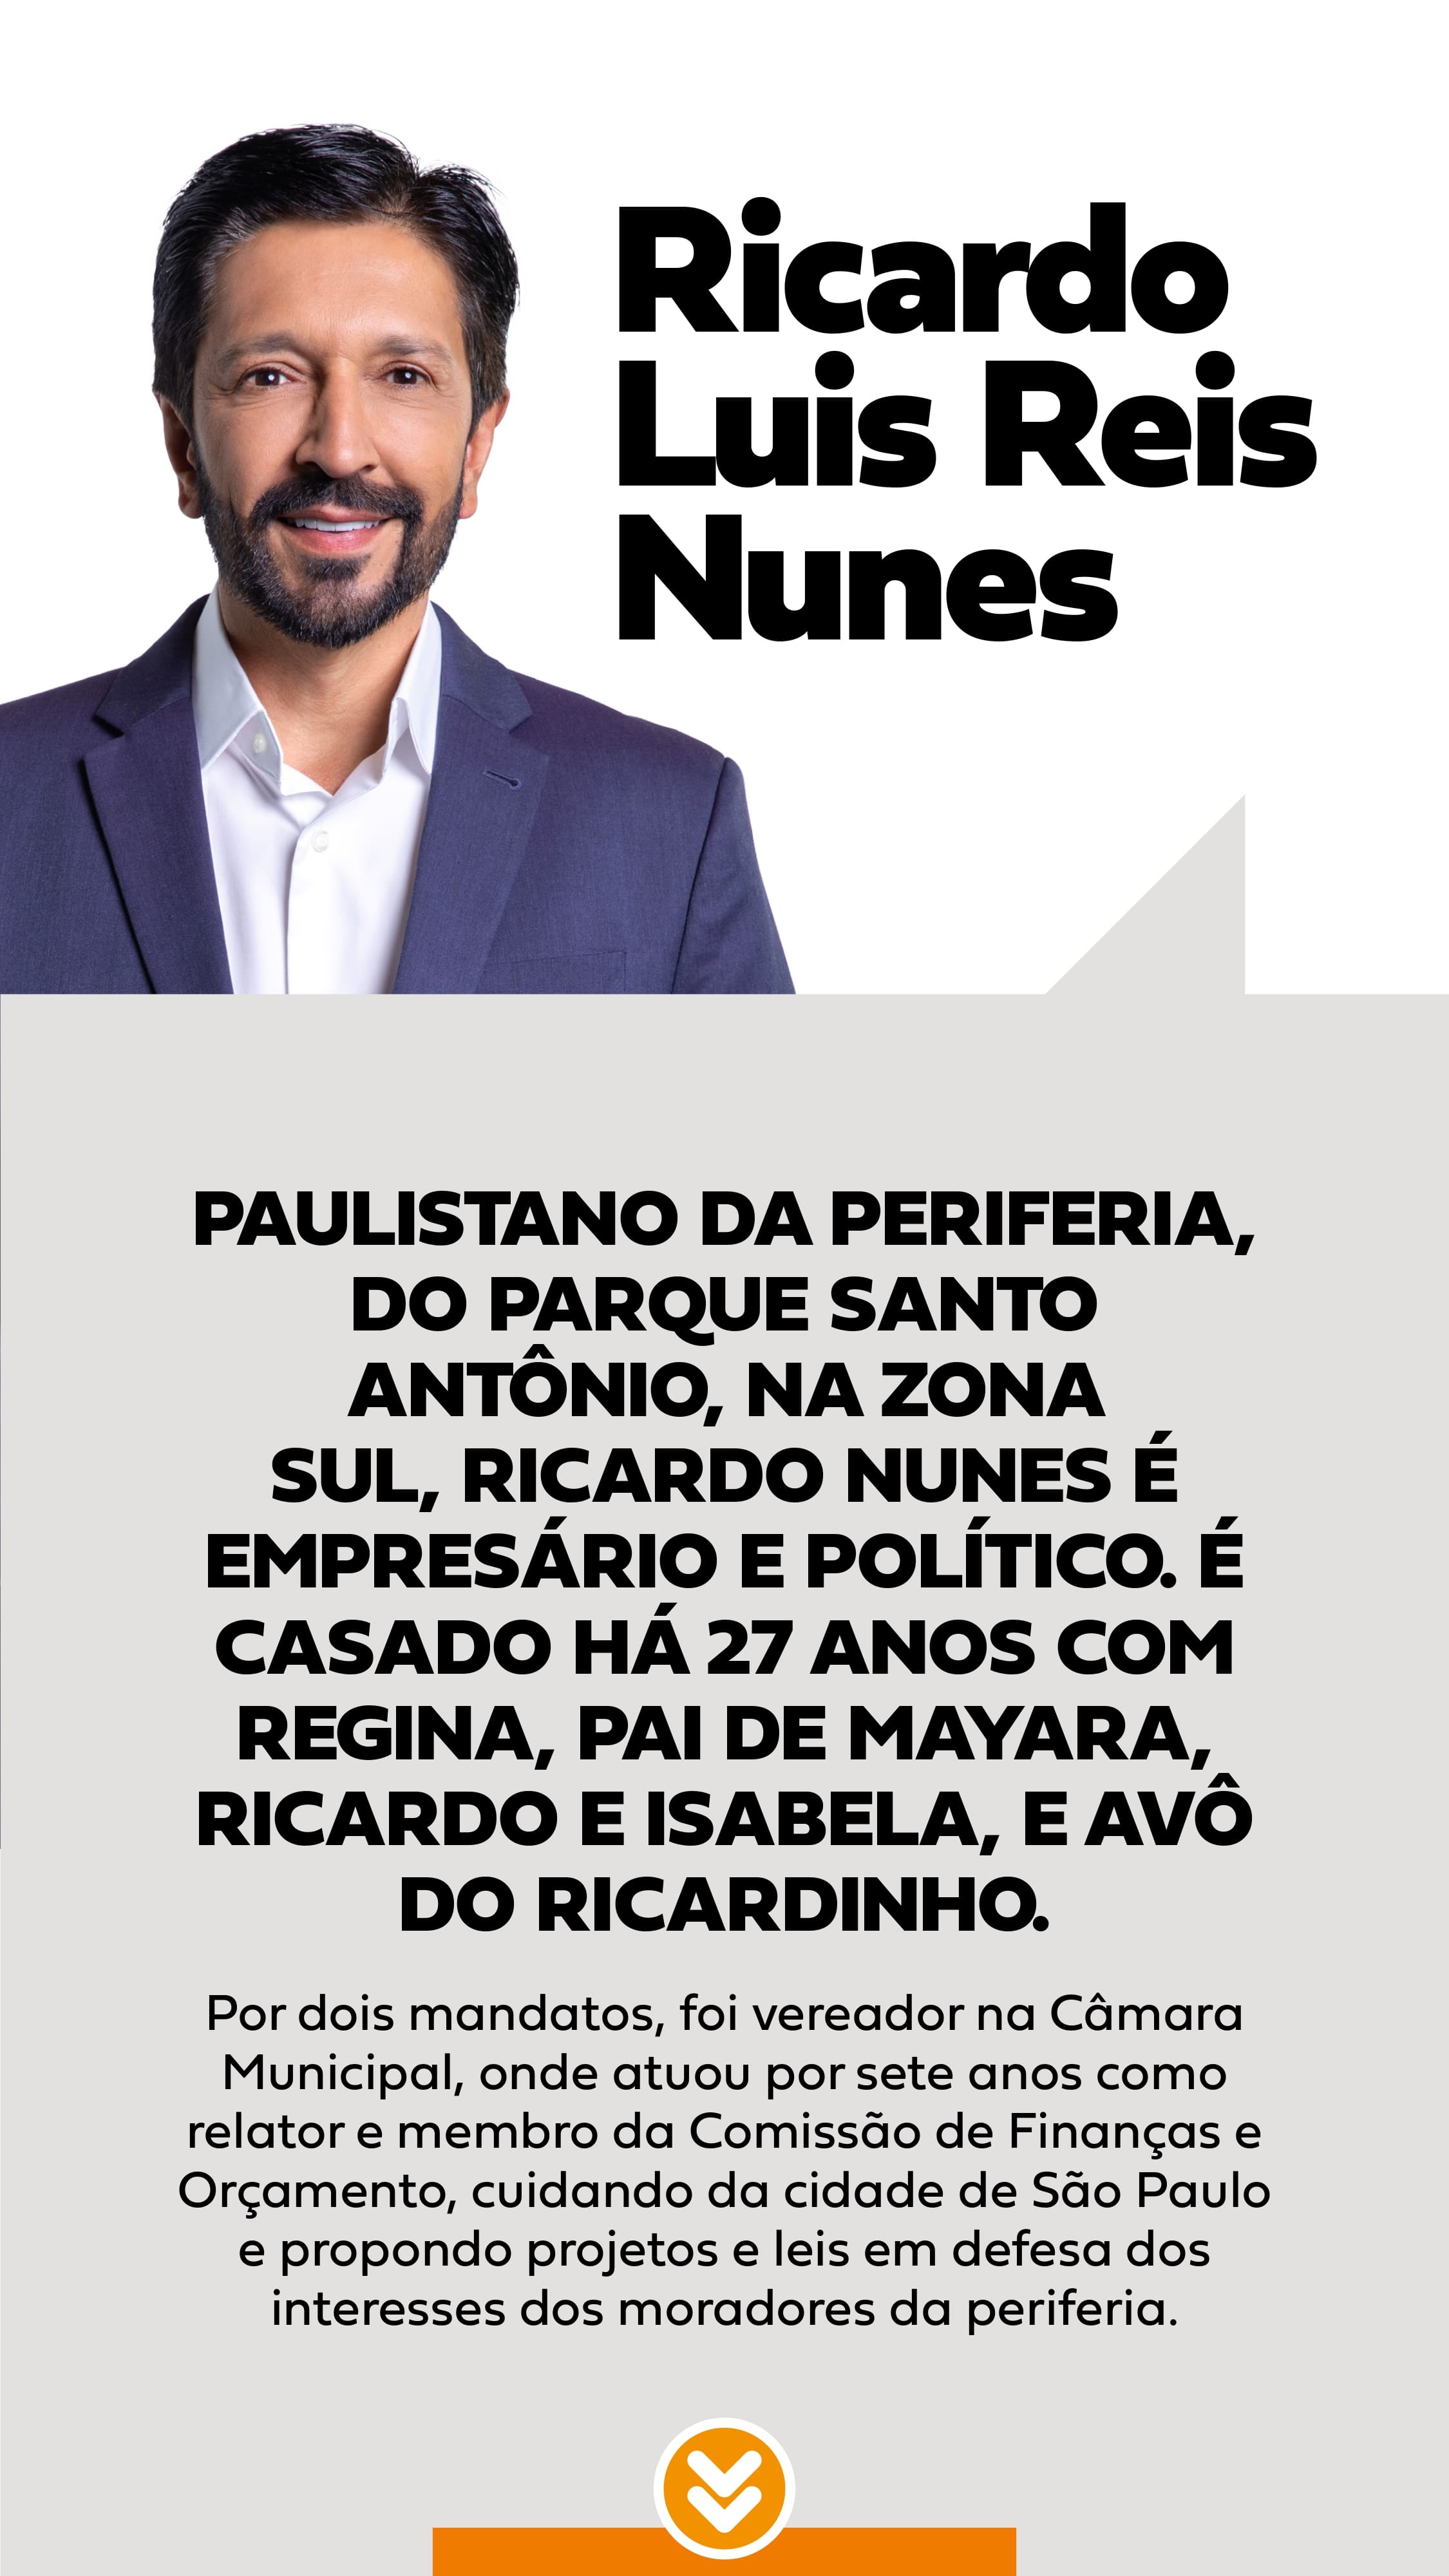 Ricardo
Luis Reis
Nunes
PAULISTANO DA PERIFERIA,
DO PARQUE SANTO
ANTÔNIO, NA ZONA
SUL, RICARDO NUNES É
EMPRESÁRIO E POLÍTICO. É
CASADO HÁ 27 ANOS COM
REGINA, PAI DE MAYARA,
RICARDO E ISABELA, E AVÔ
DO RICARDINHO.
Por dois mandatos, foi vereador na Câmara
Municipal, onde atuou por sete anos como
relator e membro da Comissão de Finanças e
Orçamento, cuidando da cidade de São Paulo
e propondo projetos e leis em defesa dos
interesses dos moradores da periferia.